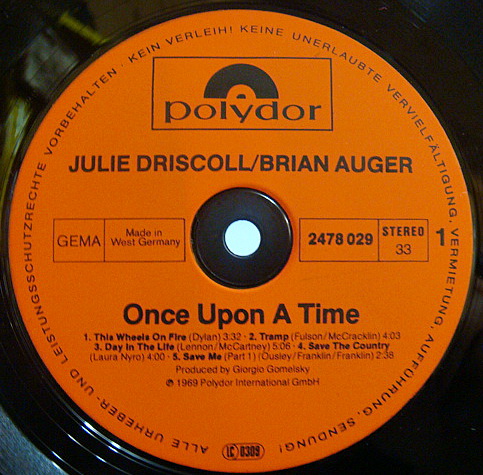 ALLE URHEBER- UND LEISTUNGSSCHUTZRECHTE VORBEHALTEN · KEIN VERLEIH! KEINE UNERLAUBTE VERVIELFÄLTIGUNG, VERMIETUNG, AUFFÜHRUNG, SENDUNG!
polydor
JULIE DRISCOLL/BRIAN AUGER
GEMA
Made in
West Germany
2478 029
STEREO
33
1
Once Upon A Time
1. This Wheels On Fire (Dylan) 3:32 · 2. Tramp (Fulson/McCracklin) 4:03
3. Day In The Life (Lennon/McCartney) 5:06 · 4. Save The Country
(Laura Nyro) 4:00 · 5. Save Me (Part 1) (Ousley/Franklin/Franklin) 2:38
Produced by Giorgio Gomelsky
℗ 1969 Polydor International GmbH
LC 0309